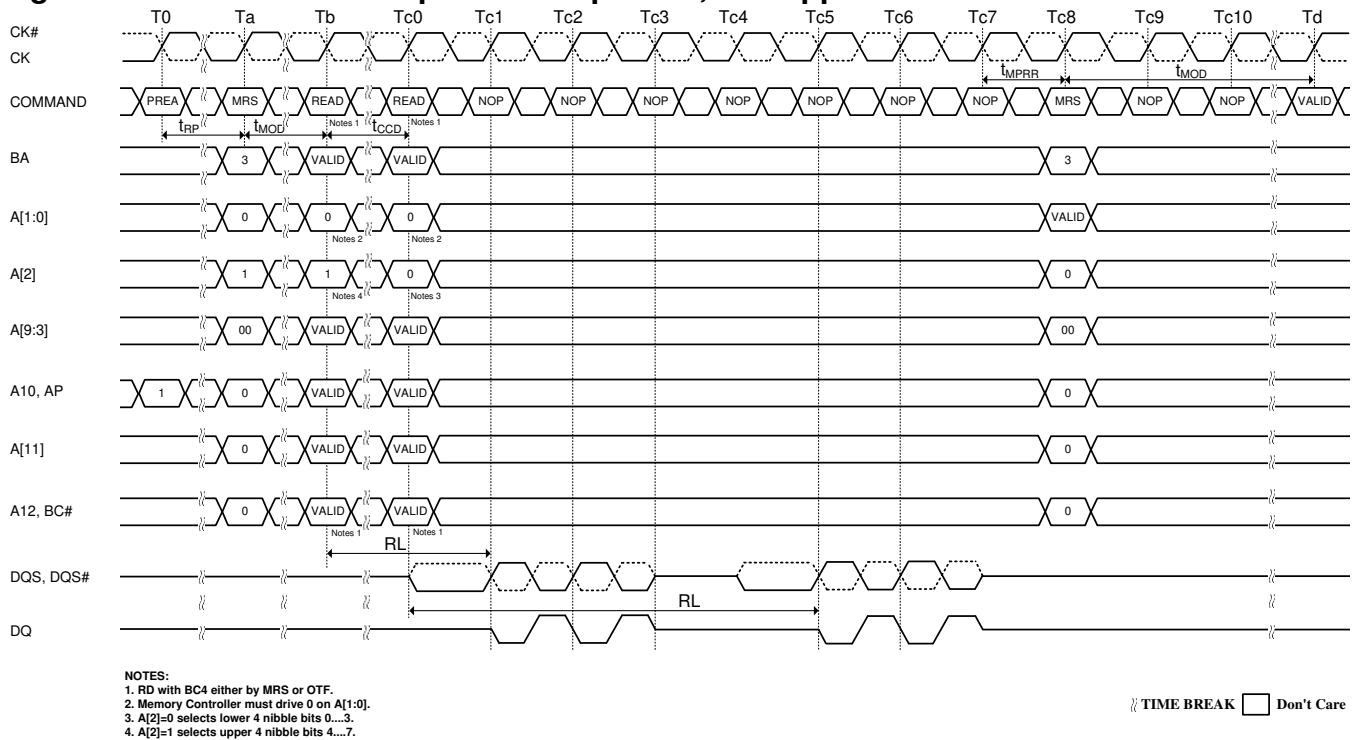 T0 Ta Tb Tc0 Tc1 Tc2 Tc3 Tc4 Tc5 Tc6 Tc7 Tc8 Tc9 Tc10 Td
CK#
CK
tMPRR tMOD
COMMAND PREA MRS READ READ NOP NOP NOP NOP NOP NOP NOP MRS NOP NOP VALID
Notes 1 Notes 1
tRP tMOD tCCD
BA 3 VALID VALID 3
A[1:0] 0 0 0 VALID
Notes 2 Notes 2
A[2] 1 1 0 0
Notes 4 Notes 3
A[9:3] 00 VALID VALID 00
A10, AP 1 0 VALID VALID 0
A[11] 0 VALID VALID 0
A12, BC# 0 VALID VALID 0
Notes 1 Notes 1
RL
DQS, DQS#
RL
DQ
NOTES:
1. RD with BC4 either by MRS or OTF.
2. Memory Controller must drive 0 on A[1:0].
3. A[2]=0 selects lower 4 nibble bits 0....3.
4. A[2]=1 selects upper 4 nibble bits 4....7.
TIME BREAK Don't Care